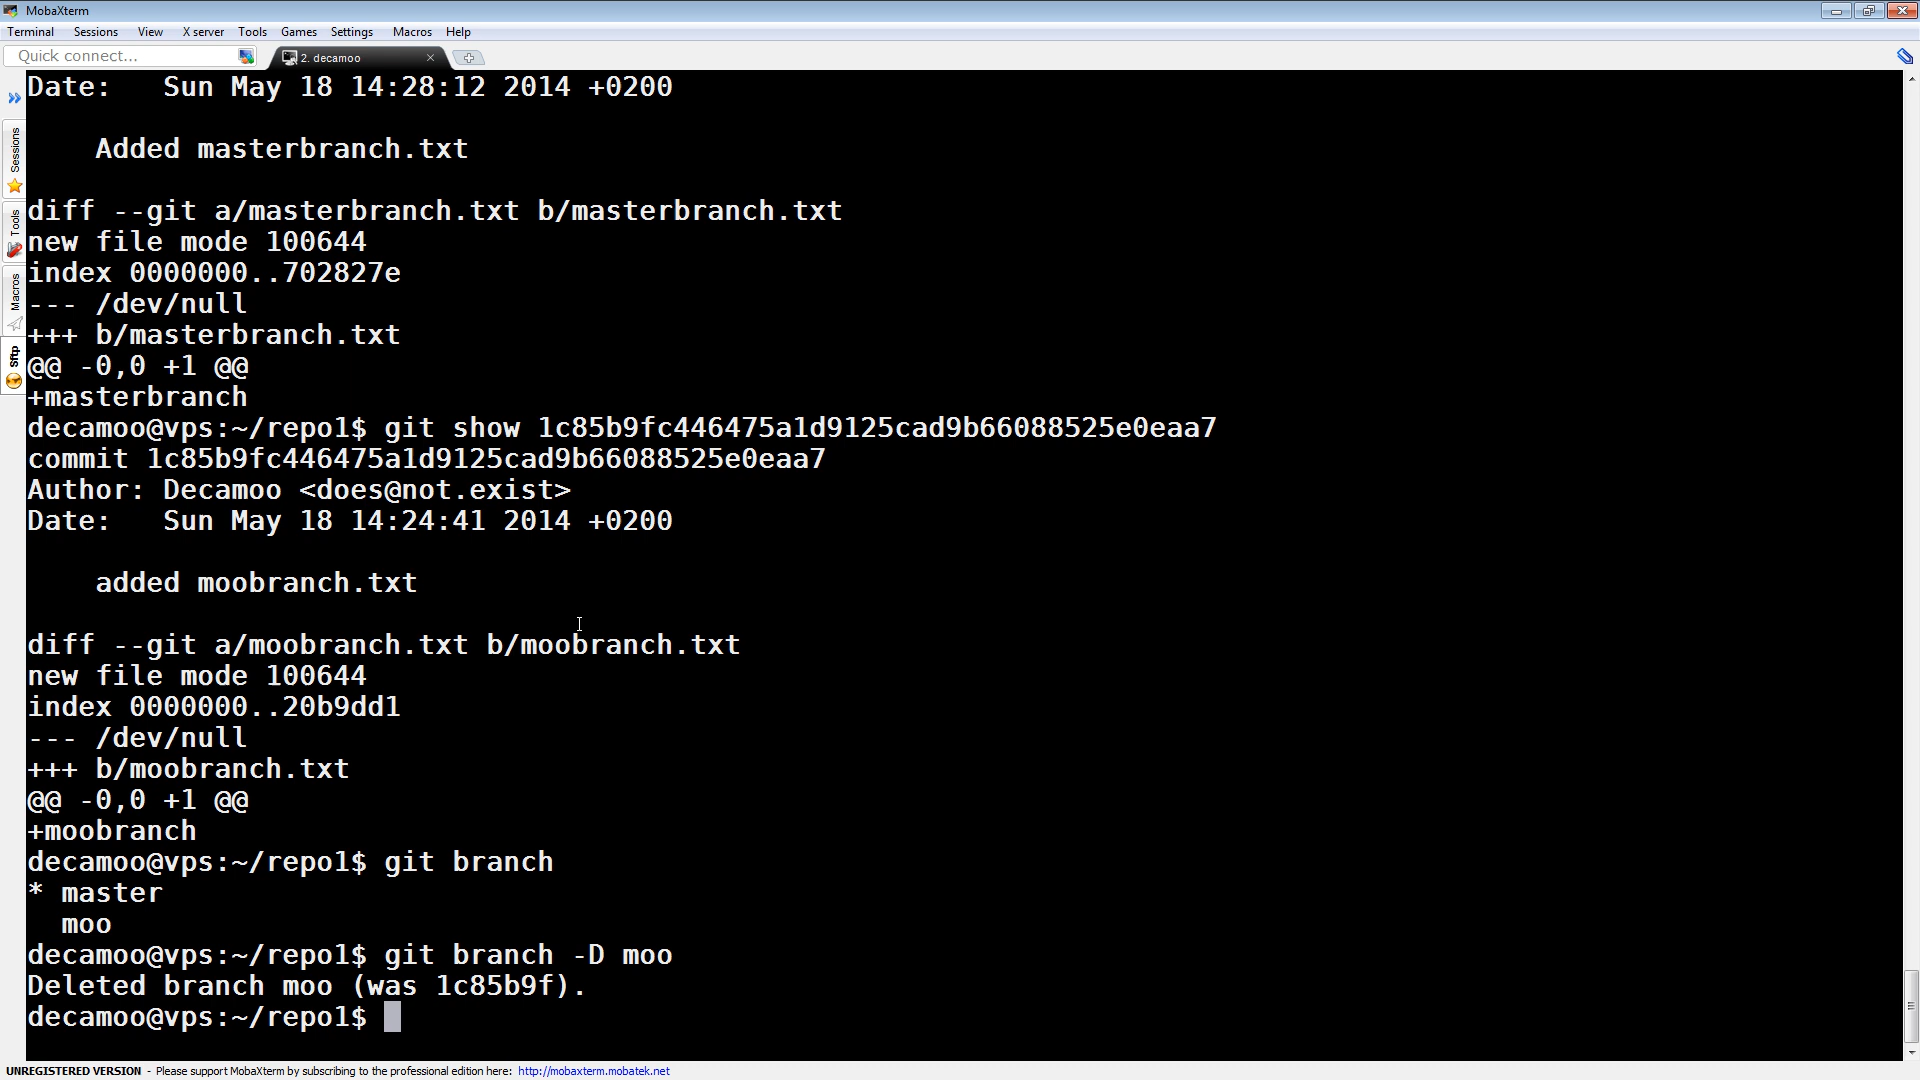 MobaXterm
Terminal Sessions View X server Tools Games Settings Macros Help
Quick connect... 2. decamoo
Sessions
Tools
Macros
Sftp
Date:   Sun May 18 14:28:12 2014 +0200
    Added masterbranch.txt
diff --git a/masterbranch.txt b/masterbranch.txt
new file mode 100644
index 0000000..702827e
--- /dev/null
+++ b/masterbranch.txt
@@ -0,0 +1 @@
+masterbranch
decamoo@vps:~/repo1$ git show 1c85b9fc446475a1d9125cad9b66088525e0eaa7
commit 1c85b9fc446475a1d9125cad9b66088525e0eaa7
Author: Decamoo <does@not.exist>
Date:   Sun May 18 14:24:41 2014 +0200
    added moobranch.txt
diff --git a/moobranch.txt b/moobranch.txt
new file mode 100644
index 0000000..20b9dd1
--- /dev/null
+++ b/moobranch.txt
@@ -0,0 +1 @@
+moobranch
decamoo@vps:~/repo1$ git branch
* master
  moo
decamoo@vps:~/repo1$ git branch -D moo
Deleted branch moo (was 1c85b9f).
decamoo@vps:~/repo1$
UNREGISTERED VERSION - Please support MobaXterm by subscribing to the professional edition here: http://mobaxterm.mobatek.net